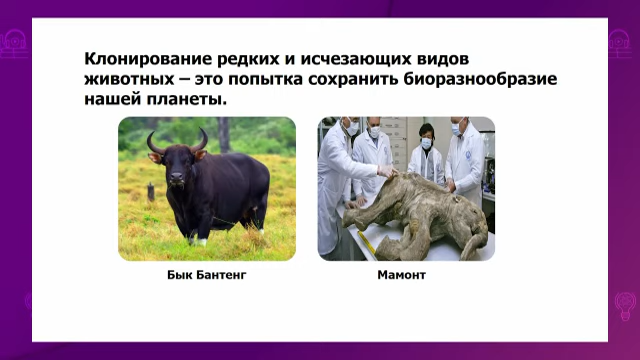 Клонирование редких и исчезающих видов
животных – это попытка сохранить биоразнообразие
нашей планеты.
Бык Бантенг
Мамонт